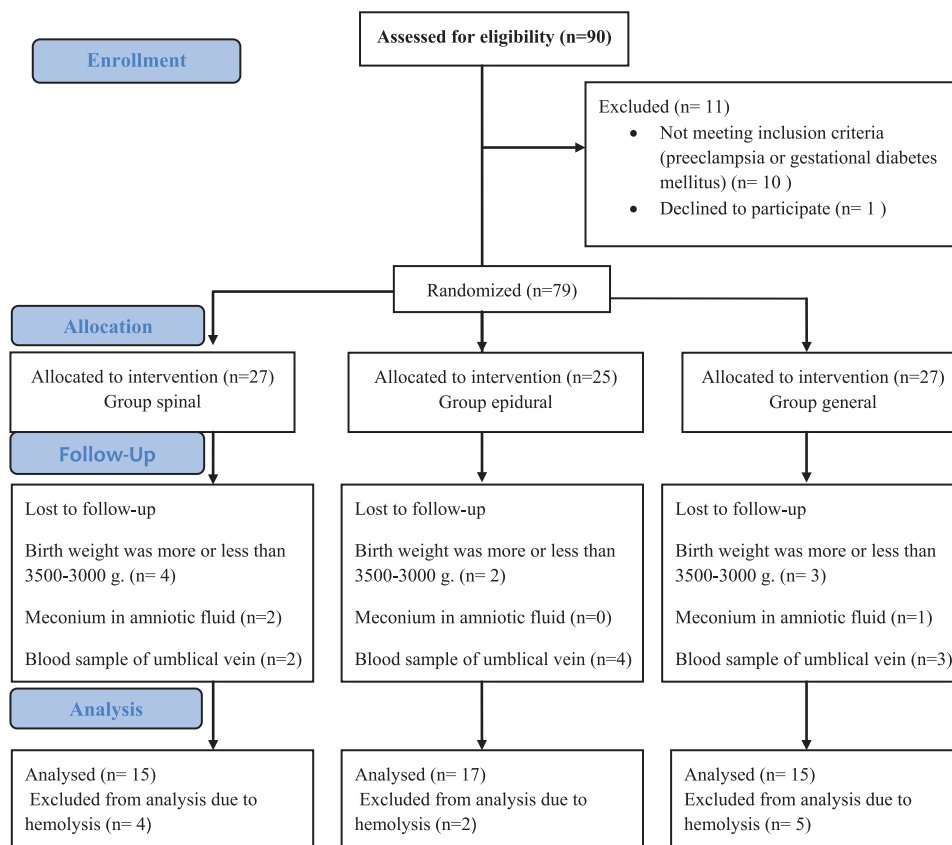 Assessed for eligibility (n=90)
Enrollment
Excluded (n= 11)
• Not meeting inclusion criteria
(preeclampsia or gestational diabetes
mellitus) (n= 10 )
• Declined to participate (n= 1 )
Randomized (n=79)
Allocation
Allocated to intervention (n=27)
Group spinal
Allocated to intervention (n=25)
Group epidural
Allocated to intervention (n=27)
Group general
Follow-Up
Lost to follow-up
Birth weight was more or less than
3500-3000 g. (n= 4)
Meconium in amniotic fluid (n=2)
Blood sample of umblical vein (n=2)
Lost to follow-up
Birth weight was more or less than
3500-3000 g. (n= 2)
Meconium in amniotic fluid (n=0)
Blood sample of umblical vein (n=4)
Lost to follow-up
Birth weight was more or less than
3500-3000 g. (n= 3)
Meconium in amniotic fluid (n=1)
Blood sample of umblical vein (n=3)
Analysis
Analysed (n= 15)
Excluded from analysis due to
hemolysis (n= 4)
Analysed (n= 17)
Excluded from analysis due to
hemolysis (n=2)
Analysed (n= 15)
Excluded from analysis due to
hemolysis (n= 5)